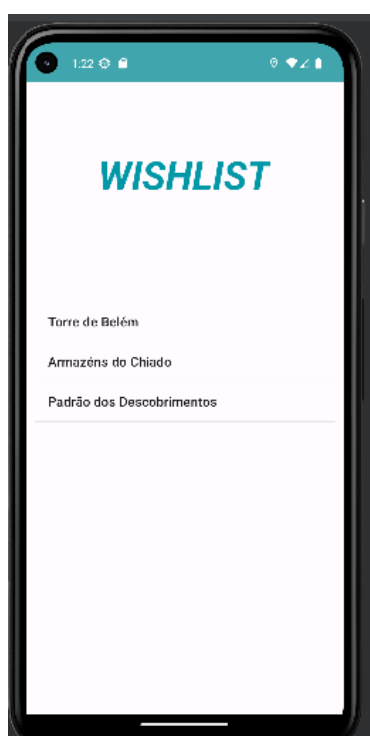 1:22
WISHLIST
Torre de Belém
Armazéns do Chiado
Padrão dos Descobrimentos